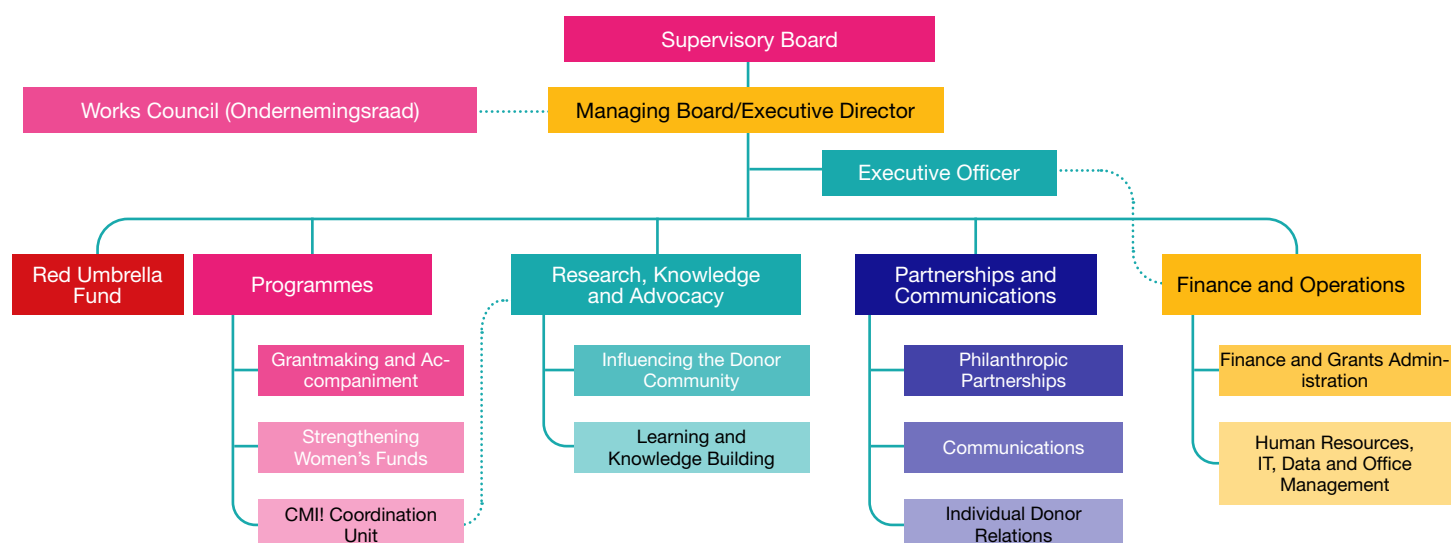 Supervisory Board
Works Council (Ondernemingsraad)
Managing Board/Executive Director
Executive Officer
Red Umbrella
Fund
Programmes
Research, Knowledge
and Advocacy
Partnerships and
Communications
Finance and Operations
Grantmaking and Ac-
companiment
Strengthening
Women’s Funds
CMI! Coordination
Unit
Influencing the Donor
Community
Learning and
Knowledge Building
Philanthropic
Partnerships
Communications
Individual Donor
Relations
Finance and Grants Admin-
istration
Human Resources,
IT, Data and Office
Management